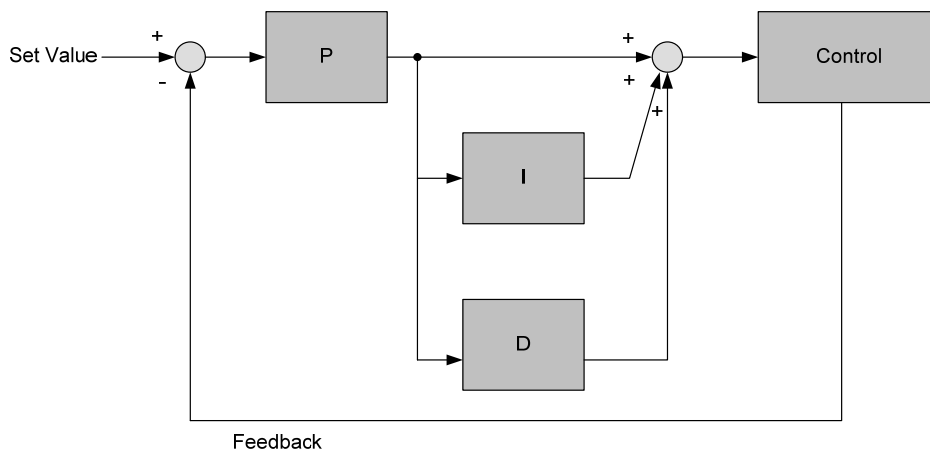 +
Set Value
-
P
+
+
+
Control
I
D
Feedback